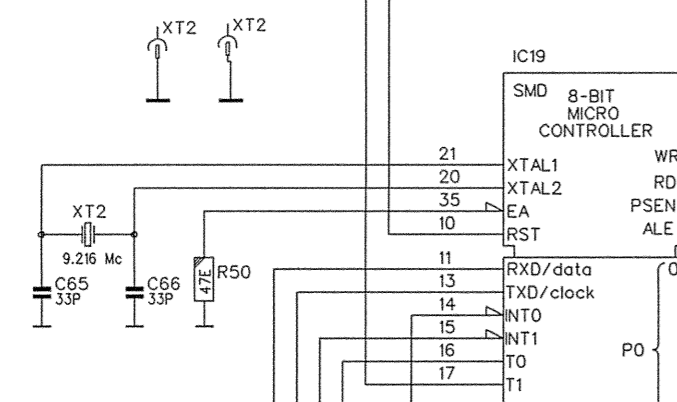 XT2
XT2
IC19
SMD
8-BIT
MICRO
CONTROLLER
21
XTAL1
WR
20
XTAL2
RD
35
EA
PSEN
10
RST
ALE
XT2
9.216 Mc
C65
33P
C66
33P
47E
R50
11
RXD/data
13
TXD/clock
14
INT0
15
INT1
P0
16
T0
17
T1